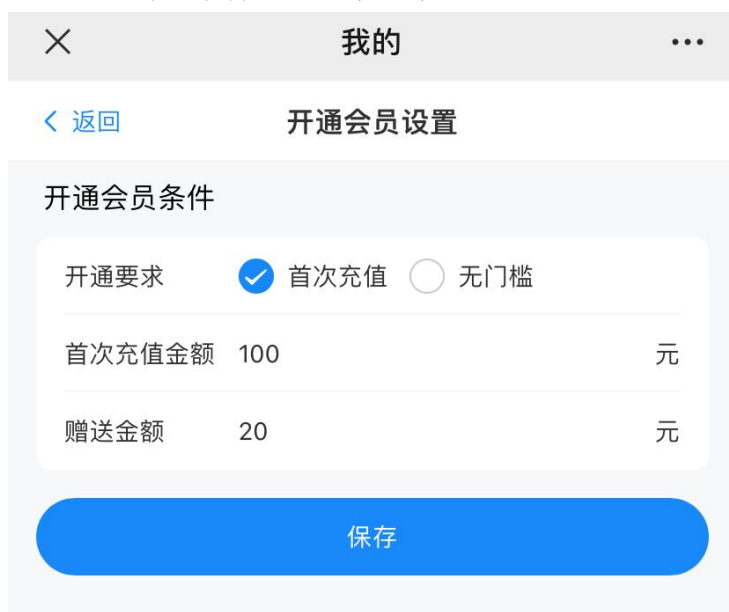 我的
返回 开通会员设置
开通会员条件
开通要求 首次充值 无门槛
首次充值金额 100 元
赠送金额 20 元
保存